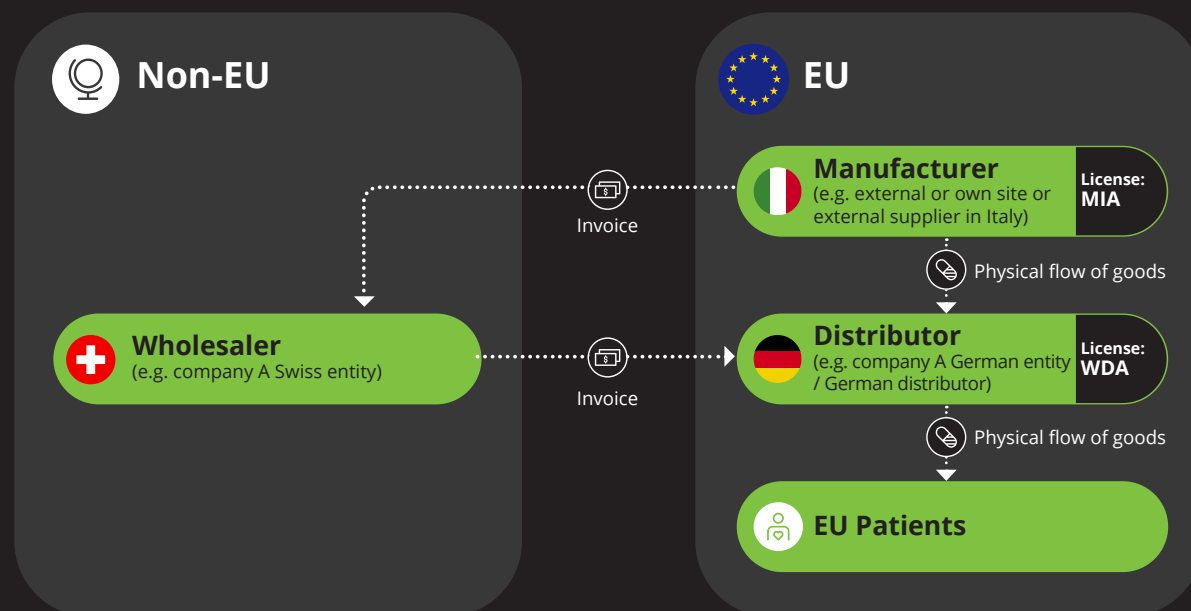 Non-EU
EU
Manufacturer
(e.g. external or own site or
external supplier in Italy)
License:
MIA
Invoice
Physical flow of goods
Wholesaler
(e.g. company A Swiss entity)
Invoice
Distributor
(e.g. company A German entity
/ German distributor)
License:
WDA
Physical flow of goods
EU Patients